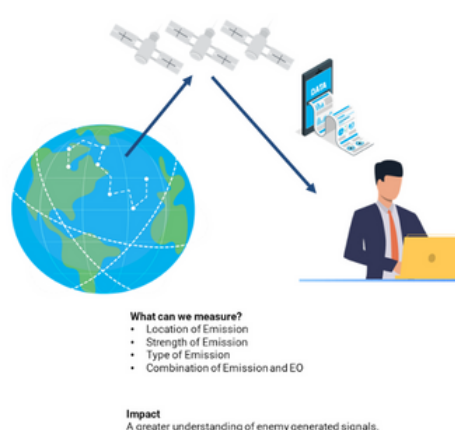 DATA
What can we measure?
• Location of Emission
• Strength of Emission
• Type of Emission
• Combination of Emission and EO
Impact
A greater understanding of enemy generated signals.